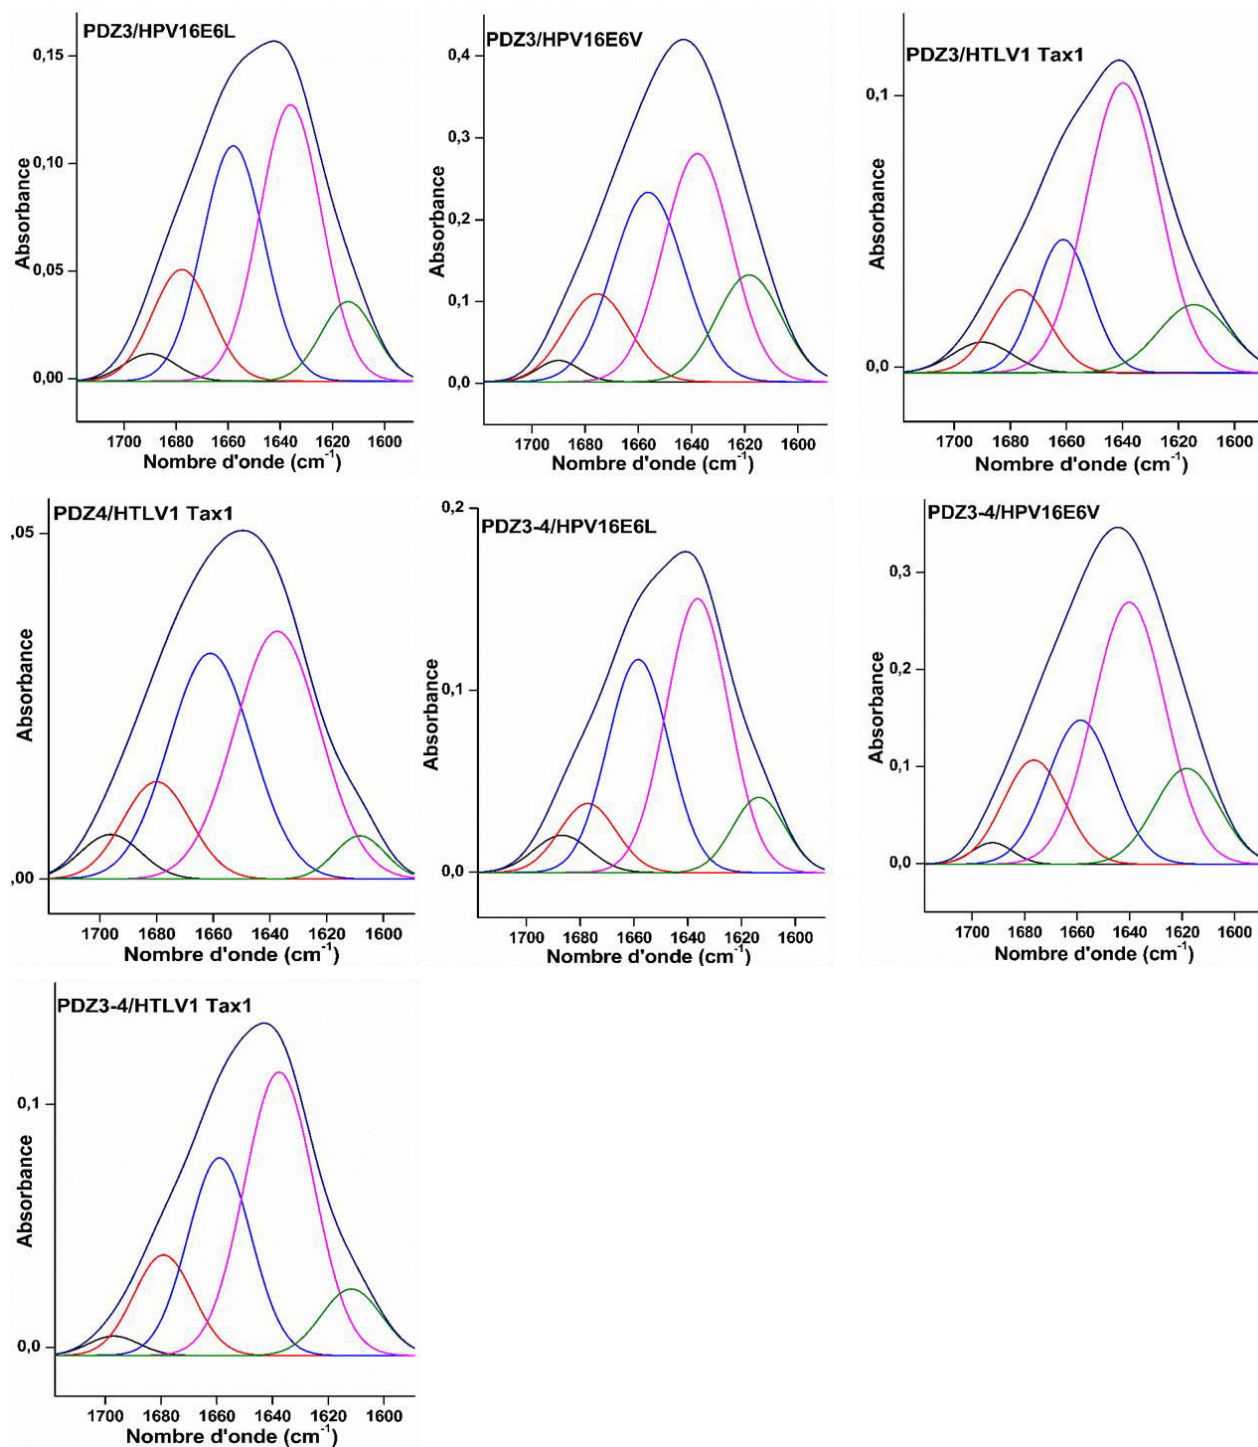 PDZ3/HPV16E6L
0,15
0,10
0,05
0,00
Absorbance
1700 1680 1660 1640 1620 1600
Nombre d'onde (cm-1)
PDZ3/HPV16E6V
0,4
0,3
0,2
0,1
0,0
Absorbance
1700 1680 1660 1640 1620 1600
Nombre d'onde (cm-1)
PDZ3/HTLV1 Tax1
0,1
0,0
Absorbance
1700 1680 1660 1640 1620 1600
Nombre d'onde (cm-1)
PDZ4/HTLV1 Tax1
,05
,00
Absorbance
1700 1680 1660 1640 1620 1600
Nombre d'onde (cm-1)
PDZ3-4/HPV16E6L
0,2
0,1
0,0
Absorbance
1700 1680 1660 1640 1620 1600
Nombre d'onde (cm-1)
PDZ3-4/HPV16E6V
0,3
0,2
0,1
0,0
Absorbance
1700 1680 1660 1640 1620 1600
Nombre d'onde (cm-1)
PDZ3-4/HTLV1 Tax1
0,1
0,0
Absorbance
1700 1680 1660 1640 1620 1600
Nombre d'onde (cm-1)